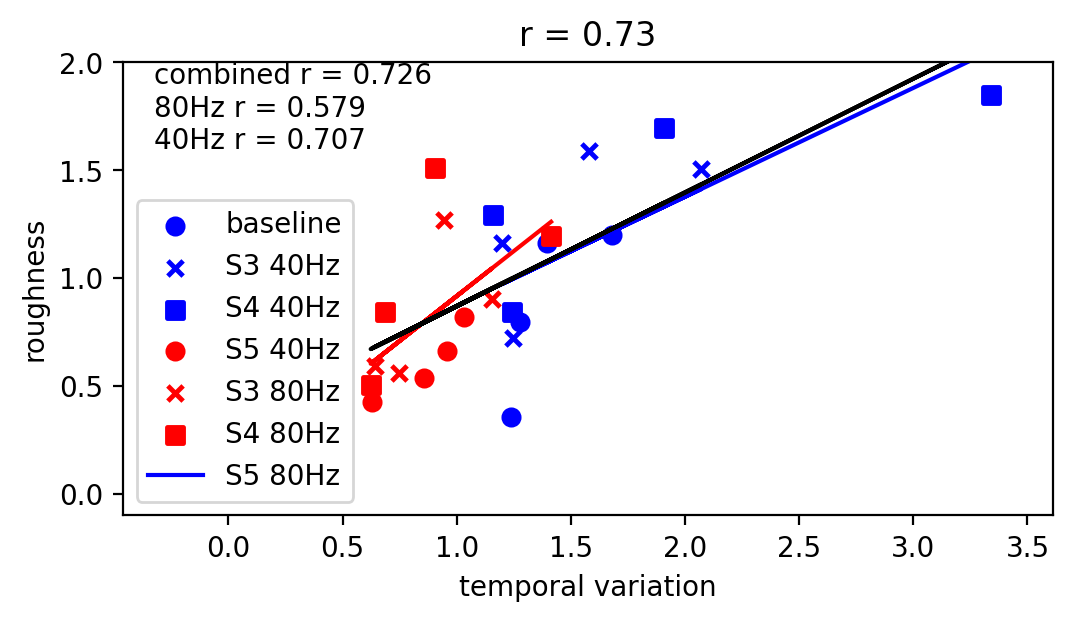 r = 0.73
combined r = 0.726
80Hz r = 0.579
40Hz r = 0.707
2.0
1.5
1.0
0.5
0.0
roughness
baseline
S3 40Hz
S4 40Hz
S5 40Hz
S3 80Hz
S4 80Hz
S5 80Hz
0.0 0.5 1.0 1.5 2.0 2.5 3.0 3.5
temporal variation